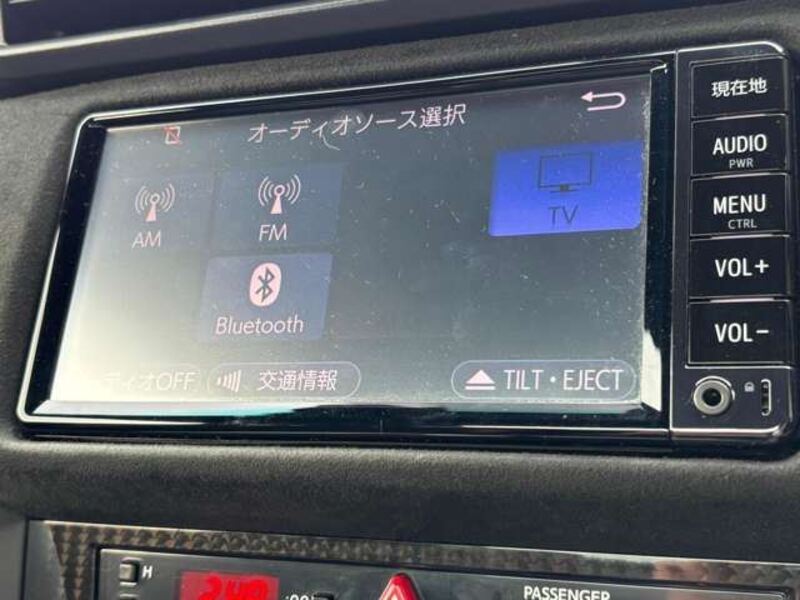 オーディオソース選択
AM
FM
TV
Bluetooth
ディオOFF
交通情報
TILT・EJECT
現在地
AUDIO
PWR
MENU
CTRL
VOL+
VOL-
H
PASSENGER